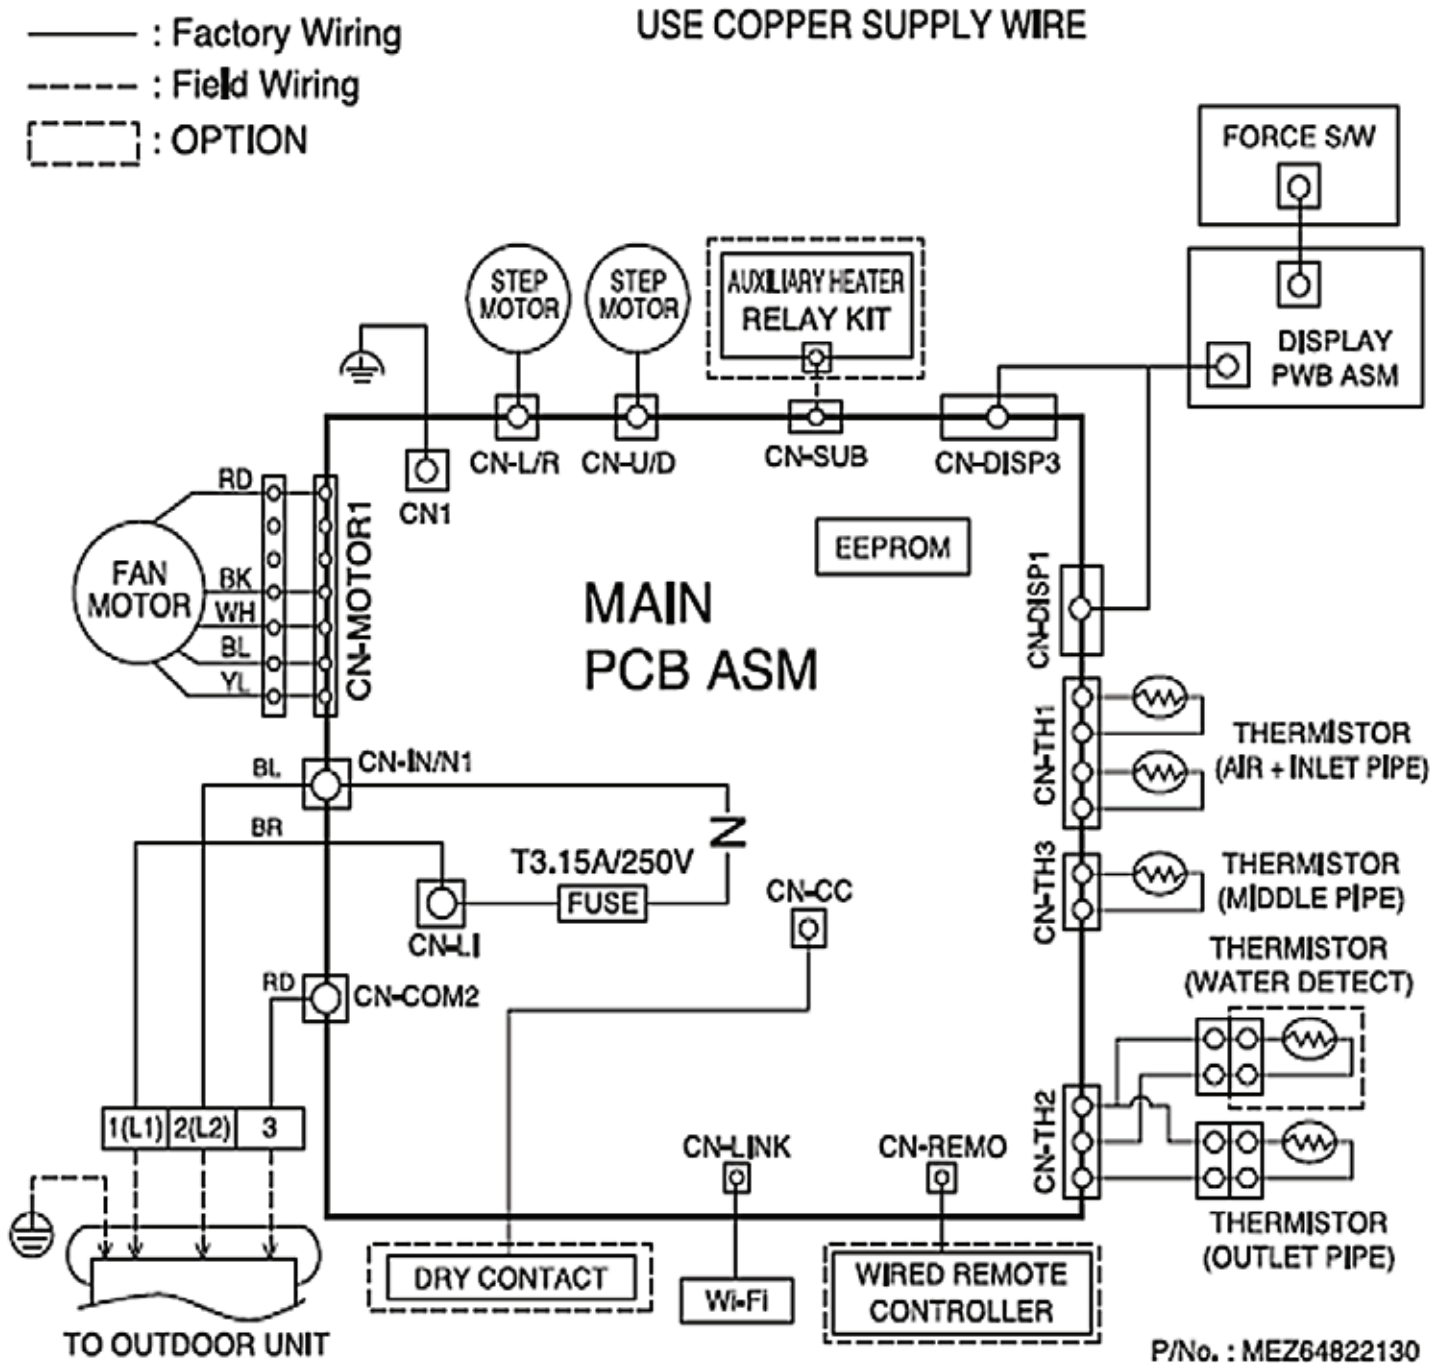 : Factory Wiring
USE COPPER SUPPLY WIRE
: Field Wiring
: OPTION
FORCE S/W
STEP
MOTOR
STEP
MOTOR
AUXILIARY HEATER
RELAY KIT
DISPLAY
PWB ASM
CN-L/R
CN-U/D
CN-SUB
CN-DISP3
CN1
RD
BK
WH
BL
YL
FAN
MOTOR
CN-MOTOR1
EEPROM
MAIN
PCB ASM
CN-DISP1
CN-TH1
THERMISTOR
(AIR + INLET PIPE)
BL
CN-IN/N1
BR
T3.15A/250V
FUSE
N
CN-LI
CN-CC
CN-TH3
THERMISTOR
(MIDDLE PIPE)
THERMISTOR
(WATER DETECT)
RD
CN-COM2
1(L1)
2(L2)
3
CN-LINK
CN-REMO
CN-TH2
THERMISTOR
(OUTLET PIPE)
DRY CONTACT
Wi-Fi
WIRED REMOTE
CONTROLLER
TO OUTDOOR UNIT
P/No. : MEZ64822130